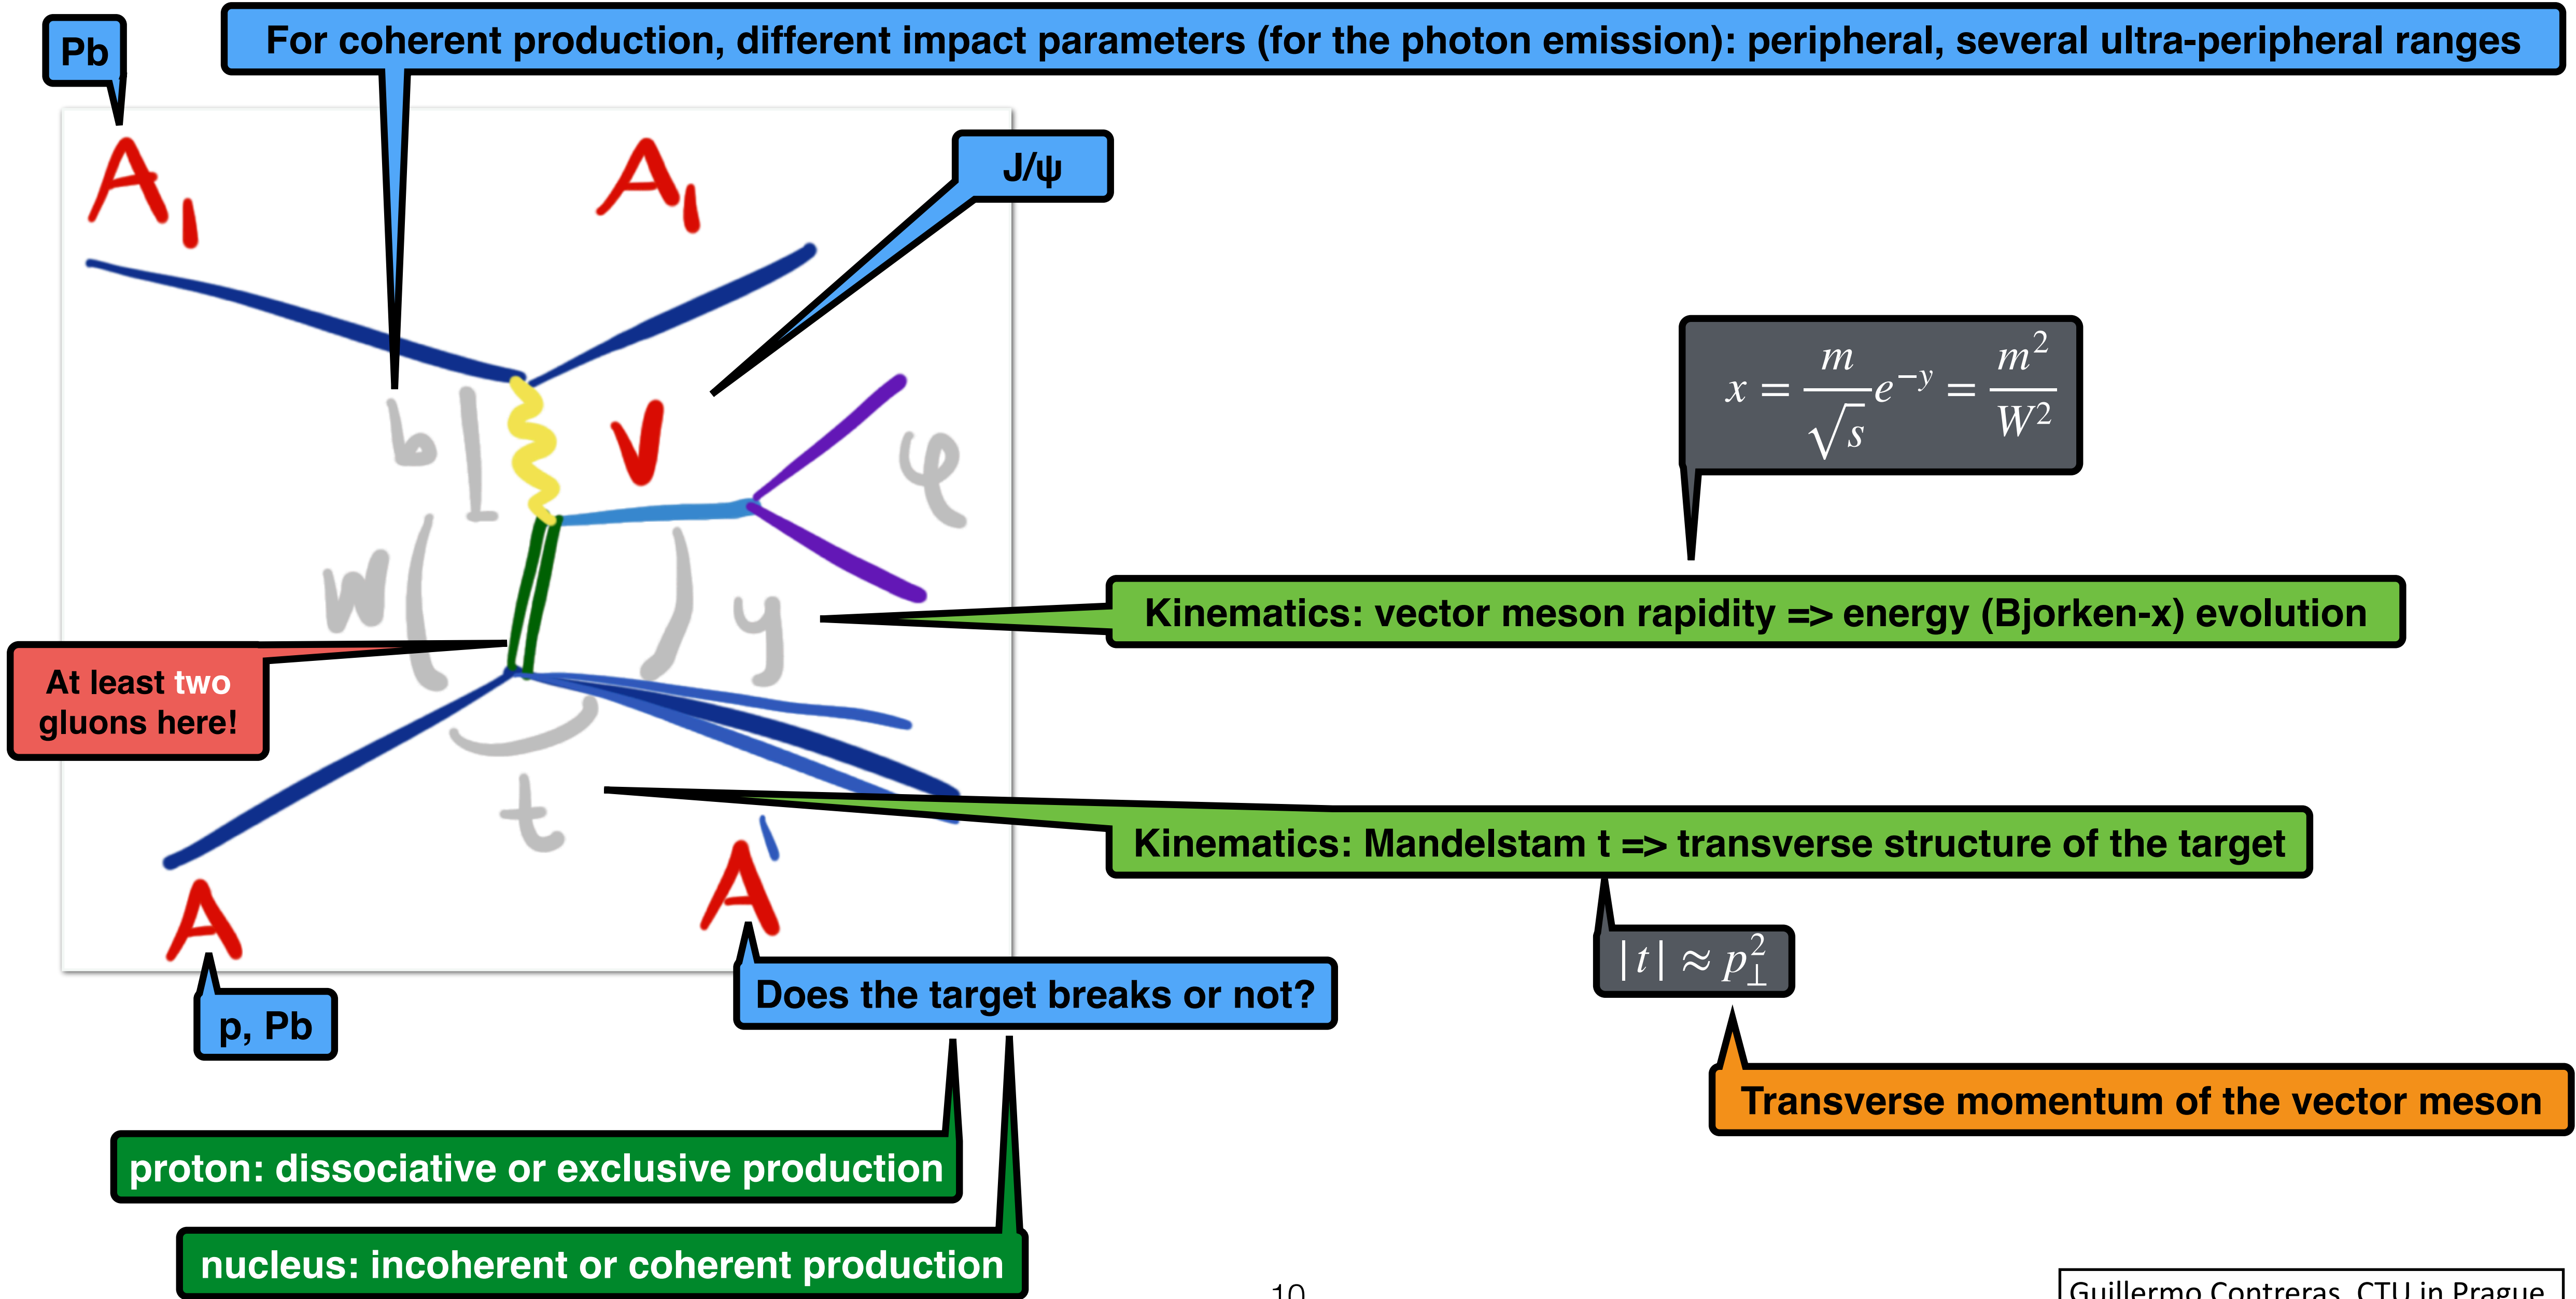 Pb
For coherent production, different impact parameters (for the photon emission): peripheral, several ultra-peripheral ranges
A1
A1
J/ψ
b
V
φ
x = m/√s e^{-y} = m²/W²
W
y
Kinematics: vector meson rapidity => energy (Bjorken-x) evolution
At least two
gluons here!
t
Kinematics: Mandelstam t => transverse structure of the target
A
A'
|t| ≈ p⊥²
p, Pb
Does the target breaks or not?
Transverse momentum of the vector meson
proton: dissociative or exclusive production
nucleus: incoherent or coherent production
10
Guillermo Contreras, CTU in Prague